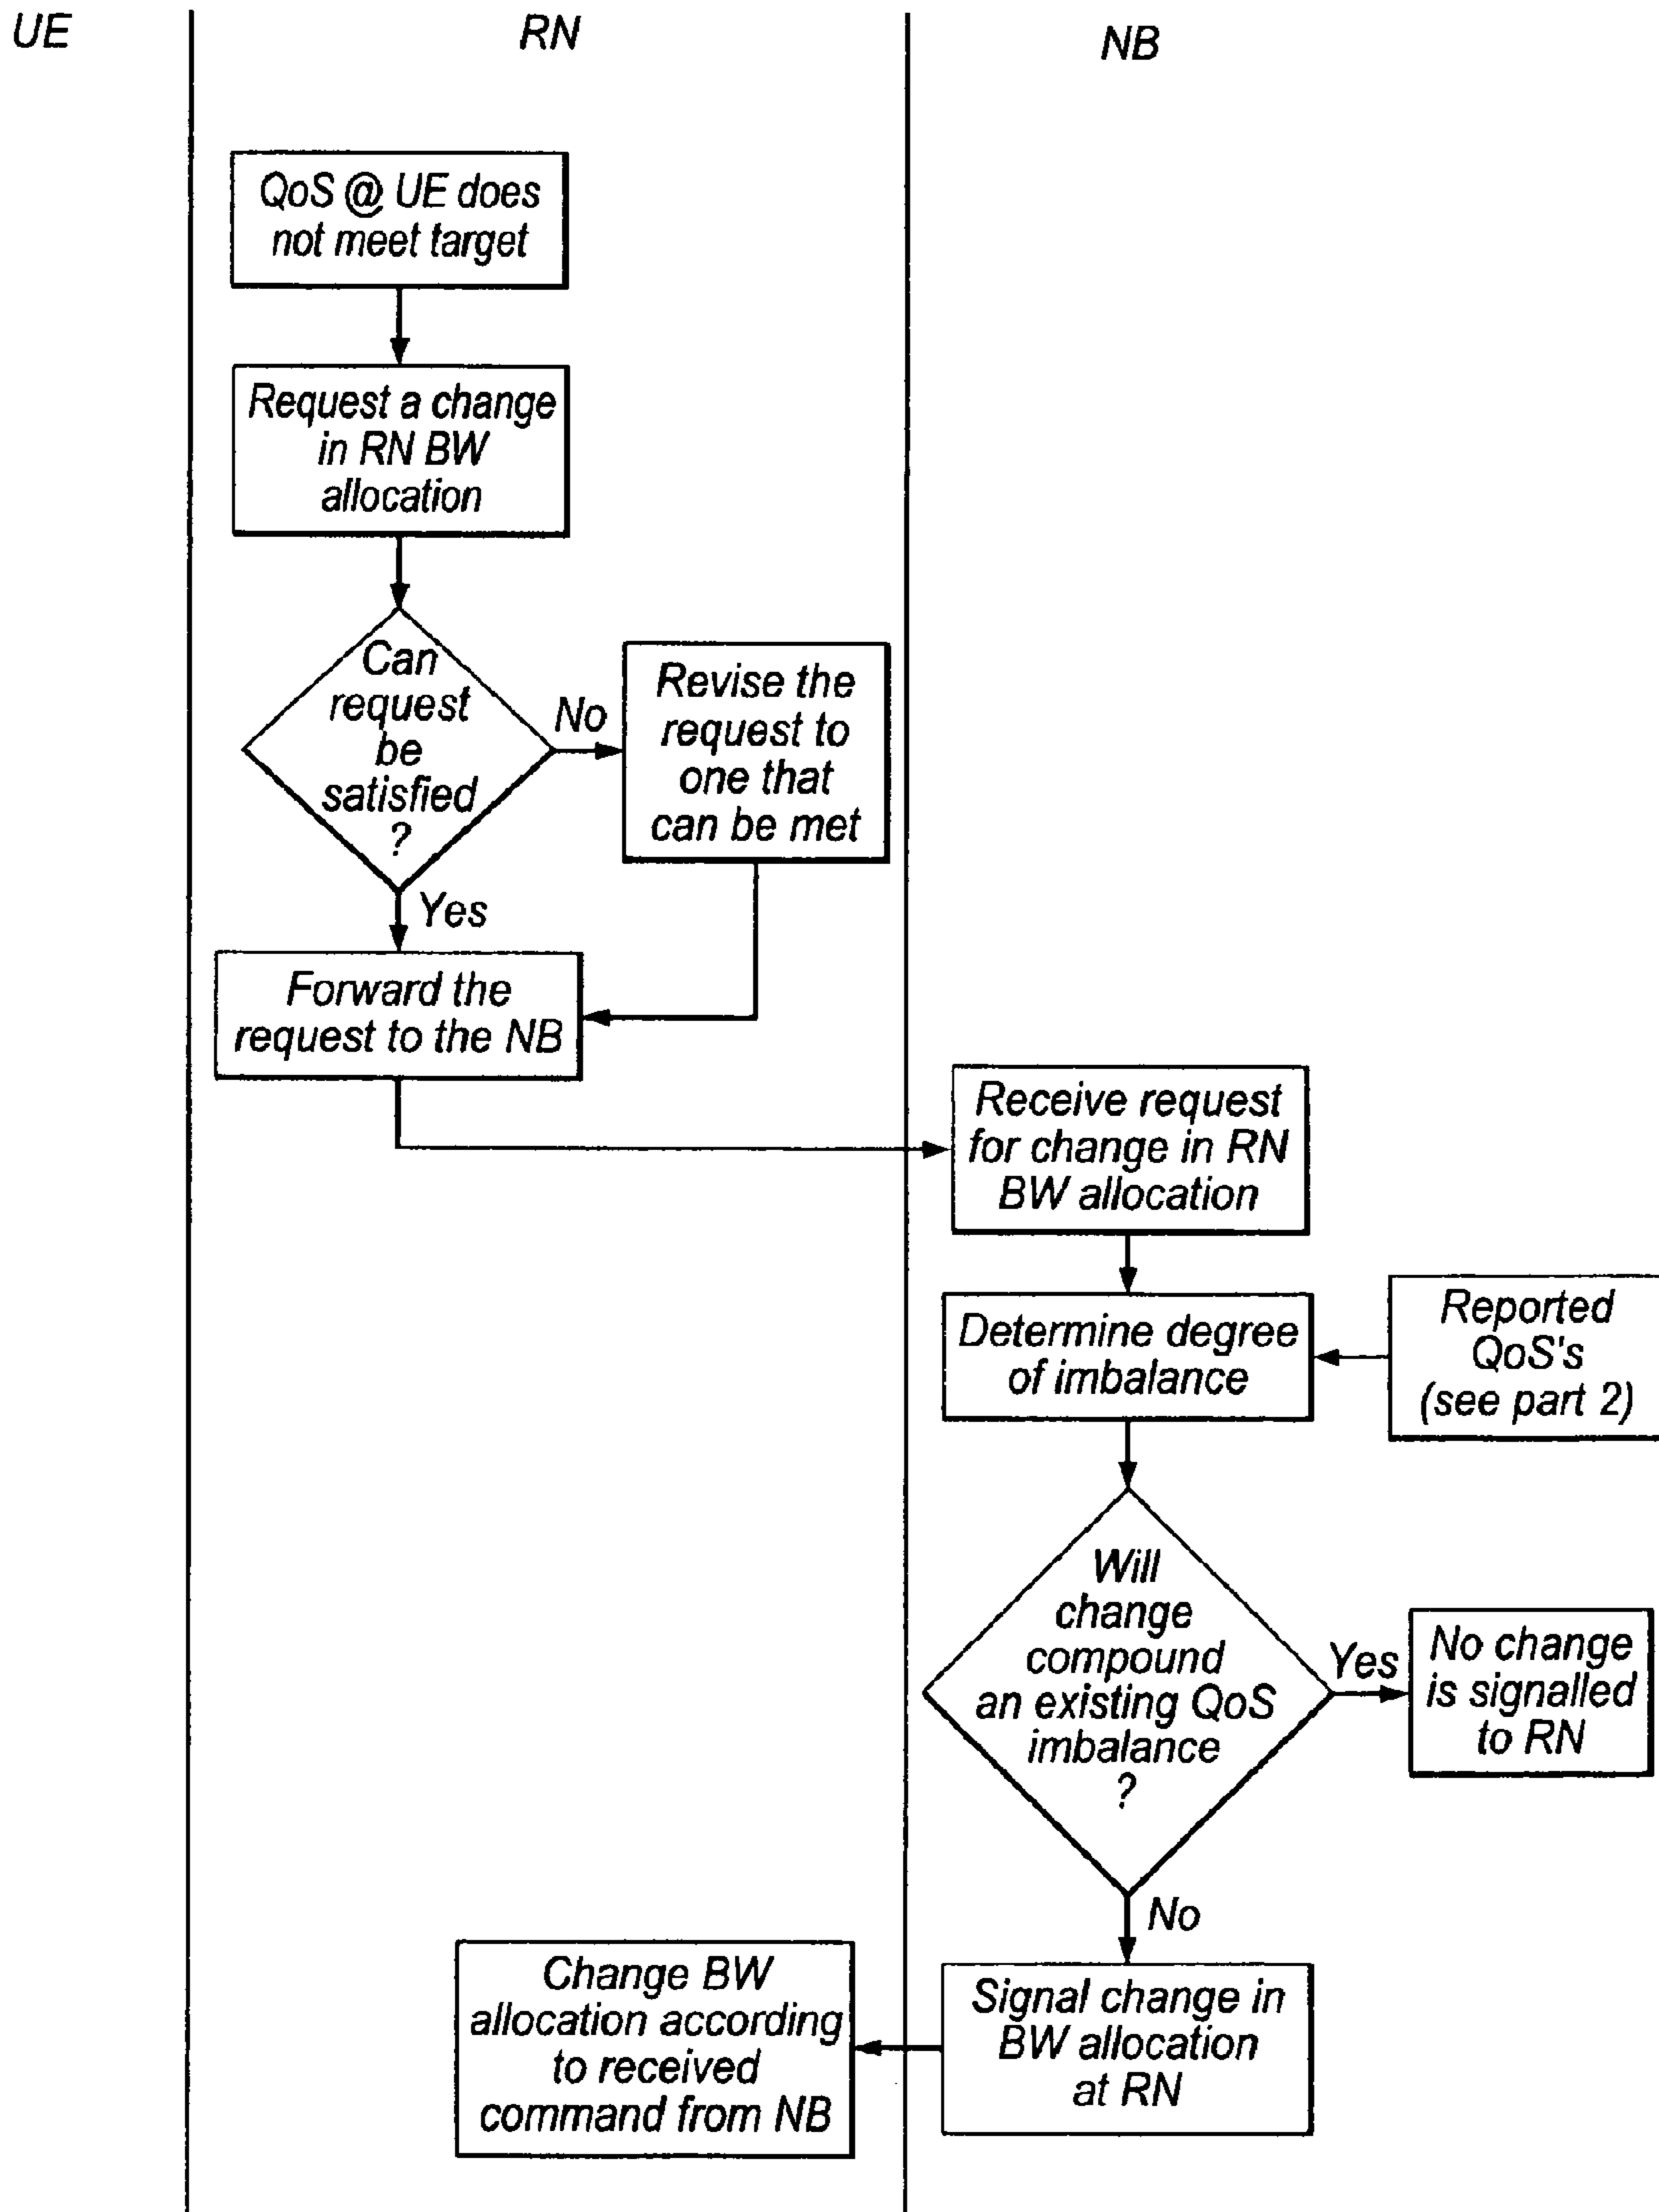 UE
RN
NB
QoS @ UE does
not meet target
Request a change
in RN BW
allocation
Can
request
be
satisfied
?
No
Revise the
request to
one that
can be met
Yes
Forward the
request to the NB
Receive request
for change in RN
BW allocation
Determine degree
of imbalance
Reported
QoS's
(see part 2)
Will
change
compound
an existing QoS
imbalance
?
Yes
No change
is signalled
to RN
No
Signal change in
BW allocation
at RN
Change BW
allocation according
to received
command from NB